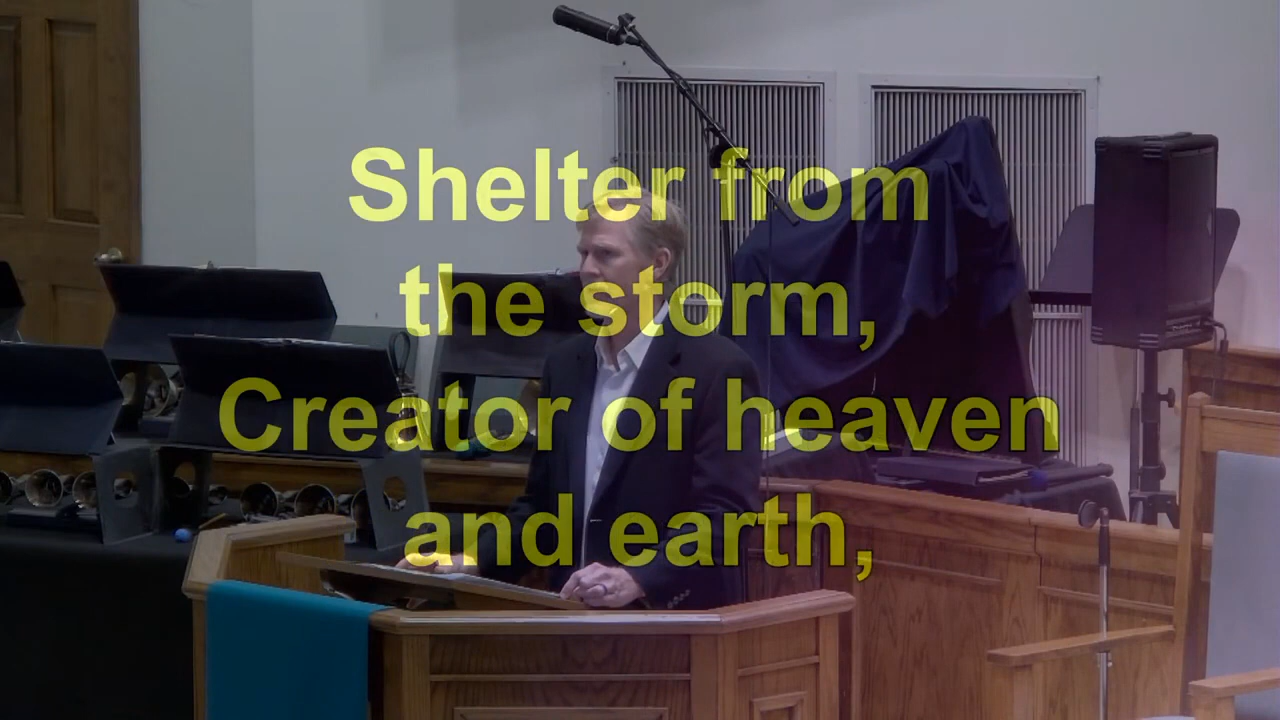 Shelter from
the storm,
Creator of heaven
and earth,